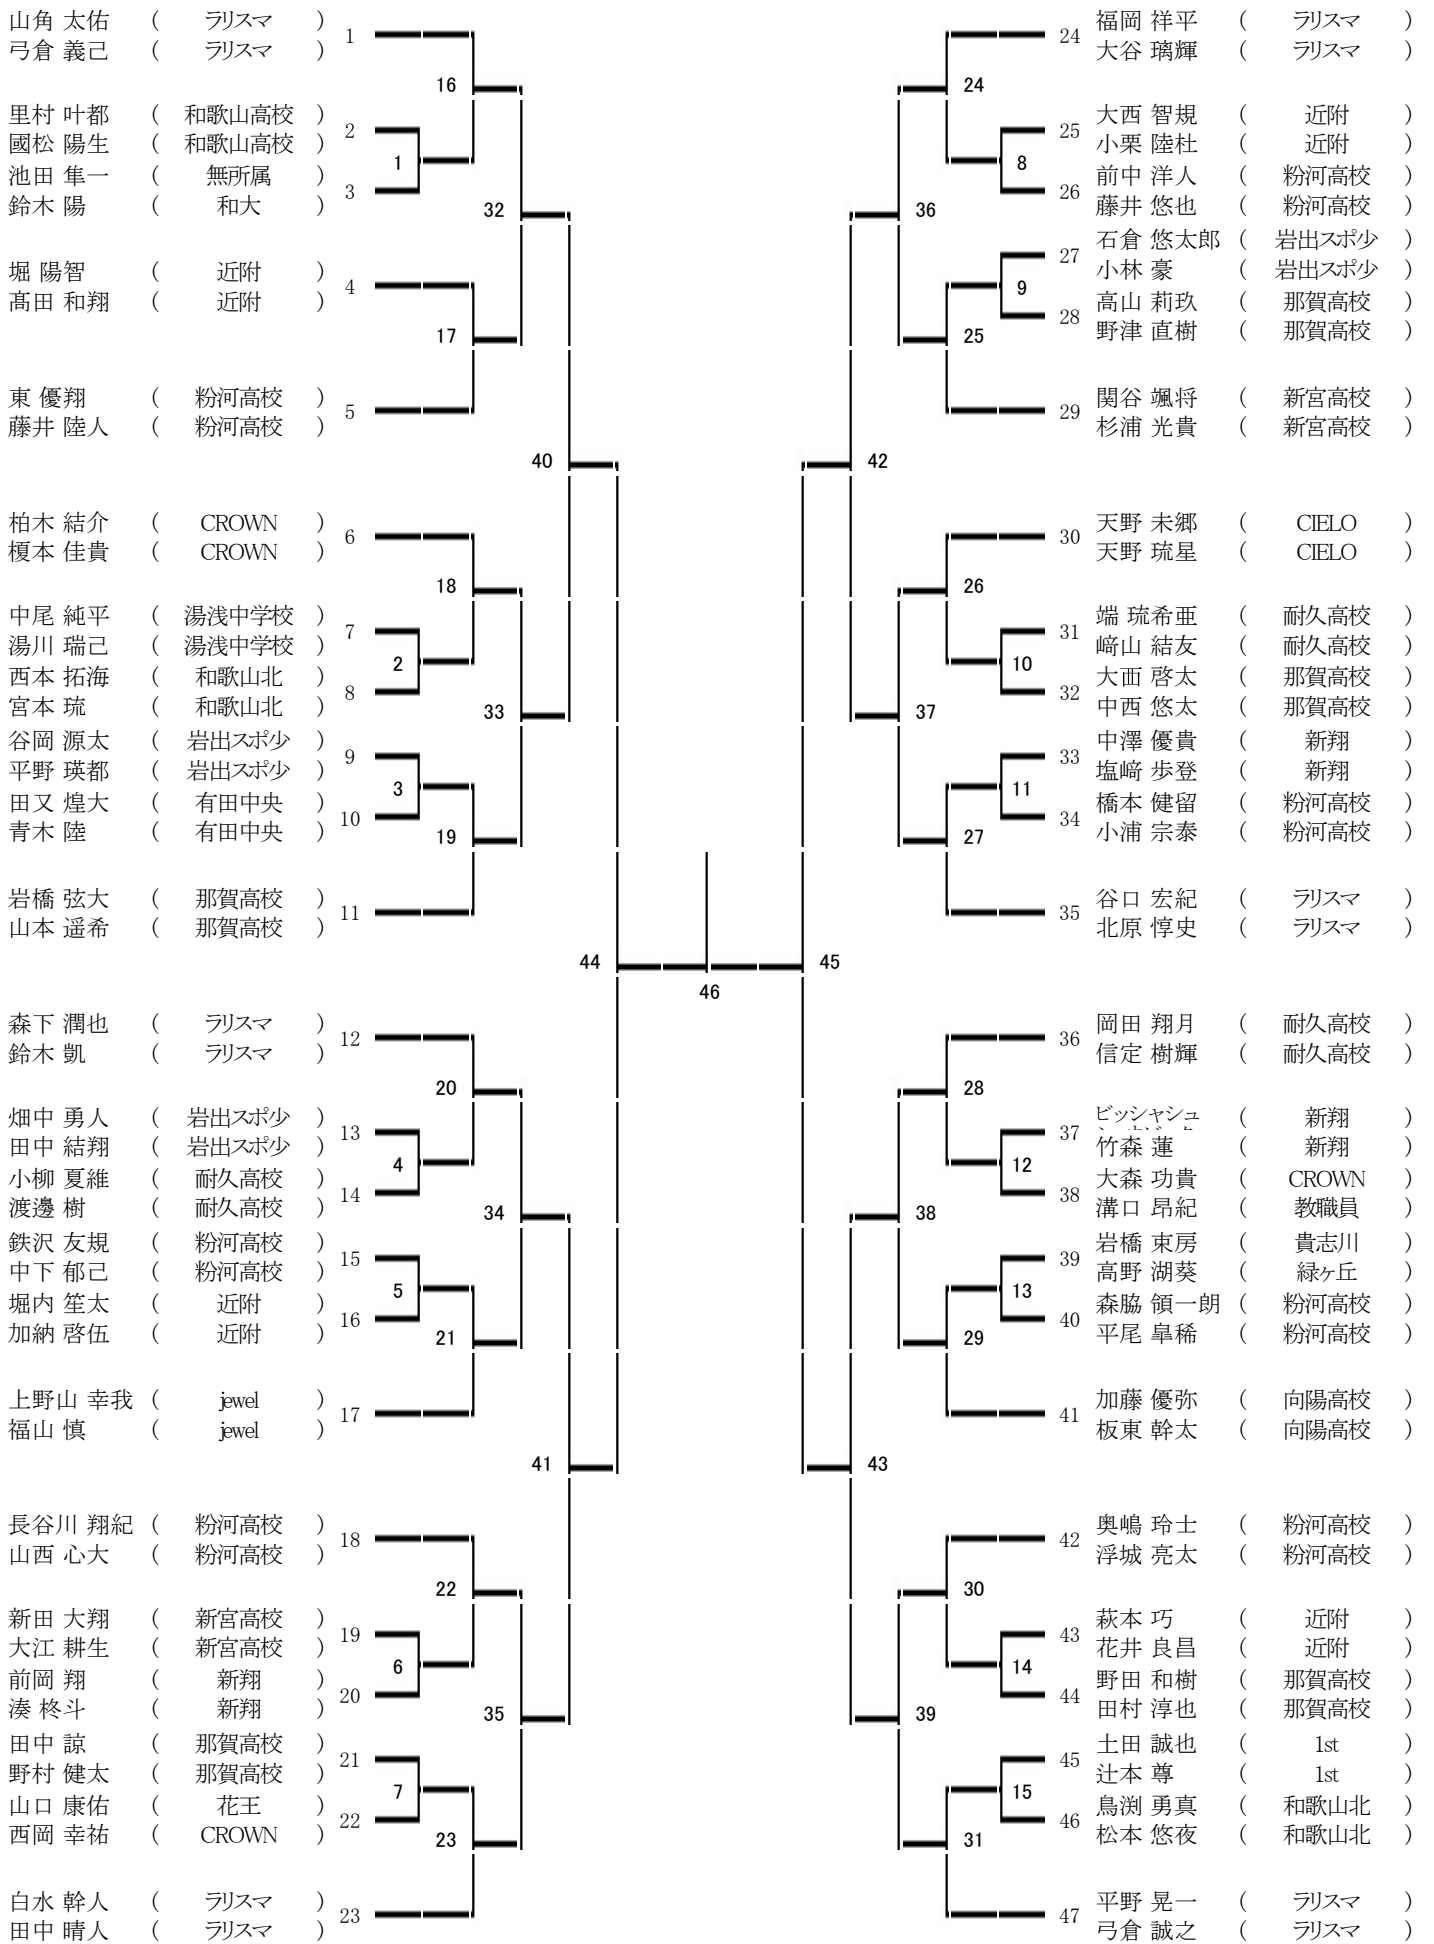 山角 太佑 （ ラリスマ ） 1
弓倉 義己 （ ラリスマ ）
16
里村 叶都 （ 和歌山高校 ） 2
國松 陽生 （ 和歌山高校 ）
1
池田 隼一 （ 無所属 ） 3
鈴木 陽 （ 和大 ）
32
堀 陽智 （ 近附 ） 4
髙田 和翔 （ 近附 ）
17
東 優翔 （ 粉河高校 ） 5
藤井 陸人 （ 粉河高校 ）
40
柏木 結介 （ CROWN ） 6
榎本 佳貴 （ CROWN ）
18
中尾 純平 （ 湯浅中学校 ） 7
湯川 瑞己 （ 湯浅中学校 ）
2
西本 拓海 （ 和歌山北 ） 8
宮本 琉 （ 和歌山北 ）
33
谷岡 源太 （ 岩出スポ少 ） 9
平野 瑛都 （ 岩出スポ少 ）
3
田又 煌大 （ 有田中央 ） 10
青木 陸 （ 有田中央 ）
19
岩橋 弦大 （ 那賀高校 ） 11
山本 遥希 （ 那賀高校 ）
44
森下 潤也 （ ラリスマ ） 12
鈴木 凱 （ ラリスマ ）
20
畑中 勇人 （ 岩出スポ少 ） 13
田中 結翔 （ 岩出スポ少 ）
4
小柳 夏維 （ 耐久高校 ） 14
渡邊 樹 （ 耐久高校 ）
34
鉄沢 友規 （ 粉河高校 ） 15
中下 郁己 （ 粉河高校 ）
5
堀内 笙太 （ 近附 ） 16
加納 啓伍 （ 近附 ）
21
上野山 幸我 （ jewel ） 17
福山 慎 （ jewel ）
41
長谷川 翔紀 （ 粉河高校 ） 18
山西 心大 （ 粉河高校 ）
22
新田 大翔 （ 新宮高校 ） 19
大江 耕生 （ 新宮高校 ）
6
前岡 翔 （ 新翔 ） 20
湊 柊斗 （ 新翔 ）
35
田中 諒 （ 那賀高校 ） 21
野村 健太 （ 那賀高校 ）
7
山口 康佑 （ 花王 ） 22
西岡 幸祐 （ CROWN ）
23
白水 幹人 （ ラリスマ ） 23
田中 晴人 （ ラリスマ ）
46
24 福岡 祥平 （ ラリスマ ）
大谷 璃輝 （ ラリスマ ）
24
25 大西 智規 （ 近附 ）
小栗 陸杜 （ 近附 ）
8
26 前中 洋人 （ 粉河高校 ）
藤井 悠也 （ 粉河高校 ）
36
27 石倉 悠太郎 （ 岩出スポ少 ）
小林 豪 （ 岩出スポ少 ）
9
28 高山 莉玖 （ 那賀高校 ）
野津 直樹 （ 那賀高校 ）
25
29 関谷 颯将 （ 新宮高校 ）
杉浦 光貴 （ 新宮高校 ）
42
30 天野 未郷 （ CIELO ）
天野 琉星 （ CIELO ）
26
31 端 琉希亜 （ 耐久高校 ）
﨑山 結友 （ 耐久高校 ）
10
32 大西 啓太 （ 那賀高校 ）
中西 悠太 （ 那賀高校 ）
37
33 中澤 優貴 （ 新翔 ）
塩﨑 歩登 （ 新翔 ）
11
34 橋本 健留 （ 粉河高校 ）
小浦 宗泰 （ 粉河高校 ）
27
35 谷口 宏紀 （ ラリスマ ）
北原 惇史 （ ラリスマ ）
45
36 岡田 翔月 （ 耐久高校 ）
信定 樹輝 （ 耐久高校 ）
28
37 ビッシャシュ （ 新翔 ）
竹森 蓮 （ 新翔 ）
12
38 大森 功貴 （ CROWN ）
溝口 昂紀 （ 教職員 ）
38
39 岩橋 束房 （ 貴志川 ）
高野 湖葵 （ 緑ヶ丘 ）
13
40 森脇 領一朗 （ 粉河高校 ）
平尾 皐稀 （ 粉河高校 ）
29
41 加藤 優弥 （ 向陽高校 ）
板東 幹太 （ 向陽高校 ）
43
42 奥嶋 玲士 （ 粉河高校 ）
浮城 亮太 （ 粉河高校 ）
30
43 萩本 巧 （ 近附 ）
花井 良昌 （ 近附 ）
14
44 野田 和樹 （ 那賀高校 ）
田村 淳也 （ 那賀高校 ）
39
45 土田 誠也 （ 1st ）
辻本 尊 （ 1st ）
15
46 鳥渕 勇真 （ 和歌山北 ）
松本 悠夜 （ 和歌山北 ）
31
47 平野 晃一 （ ラリスマ ）
弓倉 誠之 （ ラリスマ ）